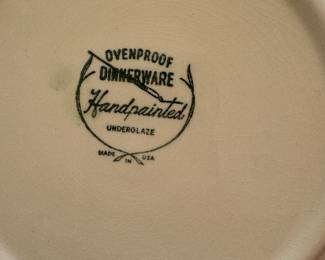 OVENPROOF
DINNERWARE
Handpainted
UNDERGLAZE
MADE IN USA